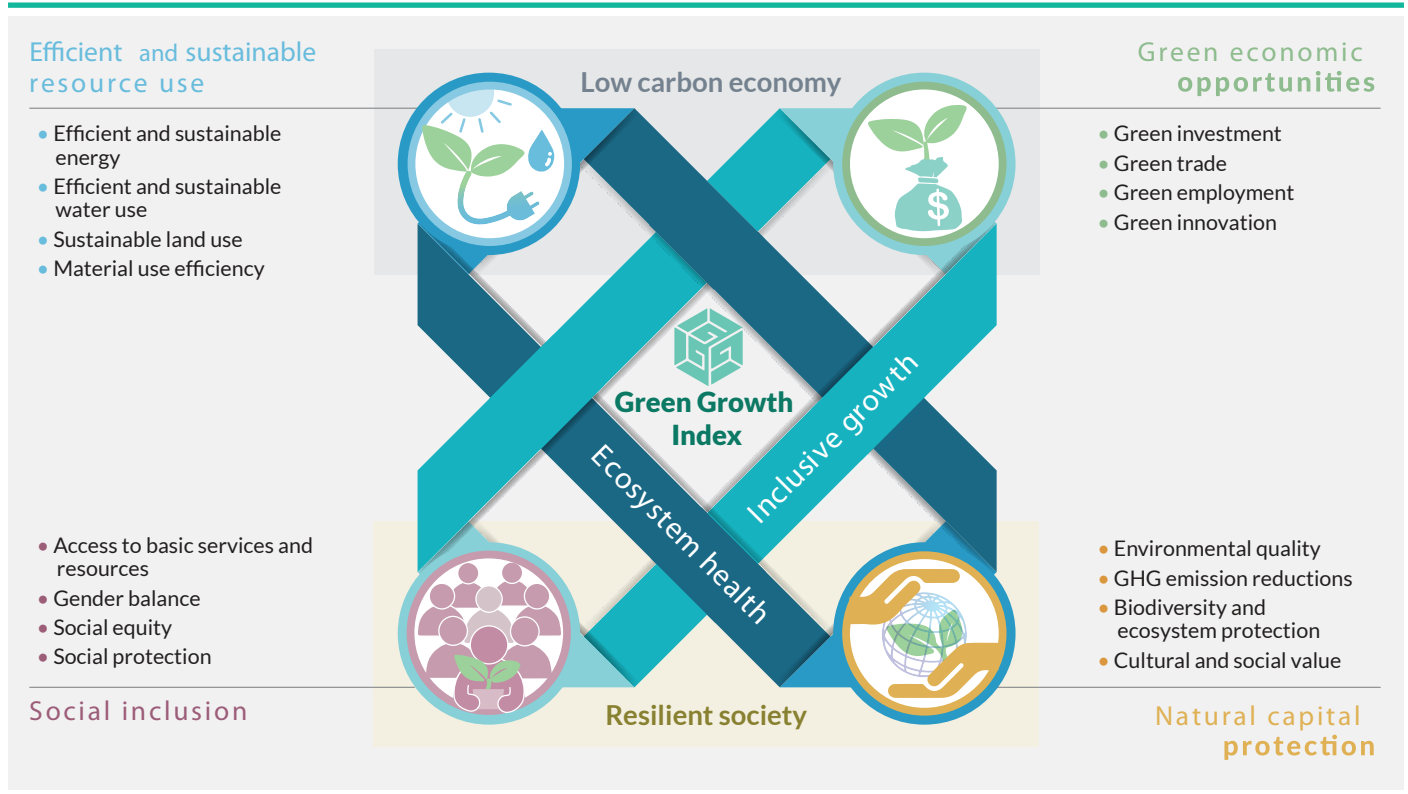 Efficient and sustainable
resource use
• Efficient and sustainable
energy
• Efficient and sustainable
water use
• Sustainable land use
• Material use efficiency
Low carbon economy
Green economic
opportunities
• Green investment
• Green trade
• Green employment
• Green innovation
$
GGGI
Green Growth
Index
Inclusive growth
Ecosystem health
• Access to basic services and
resources
• Gender balance
• Social equity
• Social protection
Social inclusion
Resilient society
• Environmental quality
• GHG emission reductions
• Biodiversity and
ecosystem protection
• Cultural and social value
Natural capital
protection